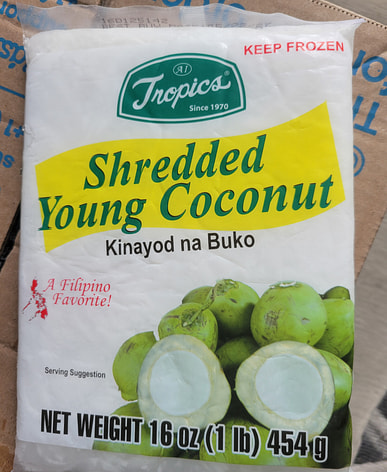 KEEP FROZEN
A1
Tropics®
Since 1970
Shredded
Young Coconut
Kinayod na Buko
A Filipino
Favorite!
Serving Suggestion
NET WEIGHT 16 oz (1 lb) 454 g